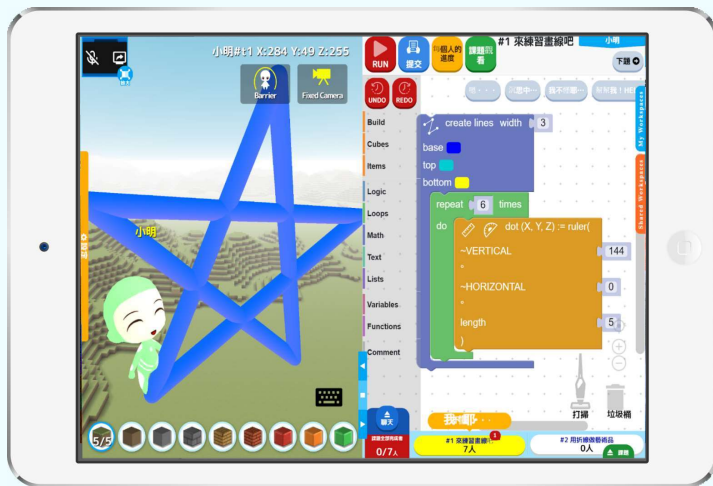 小明#t1 X:284 Y:49 Z:255
Barrier
Fixed Camera
小明
5/5
RUN
提交
每個人的
進度
課題觀
看
#1 來練習畫線吧
小明
下題
UNDO
REDO
Build
Cubes
Items
Logic
Loops
Math
Text
Lists
Variables
Functions
Comment
create lines width 3
base
top
bottom
repeat 6 times
do
dot (X, Y, Z) := ruler(
~VERTICAL 144
~HORIZONTAL 0
length 5
)
My Workspaces
Shared Workspaces
打掃
垃圾桶
聊天
0/7人
#1 來練習畫線吧
7人
1
#2 用折線做藝術品
0人
課題